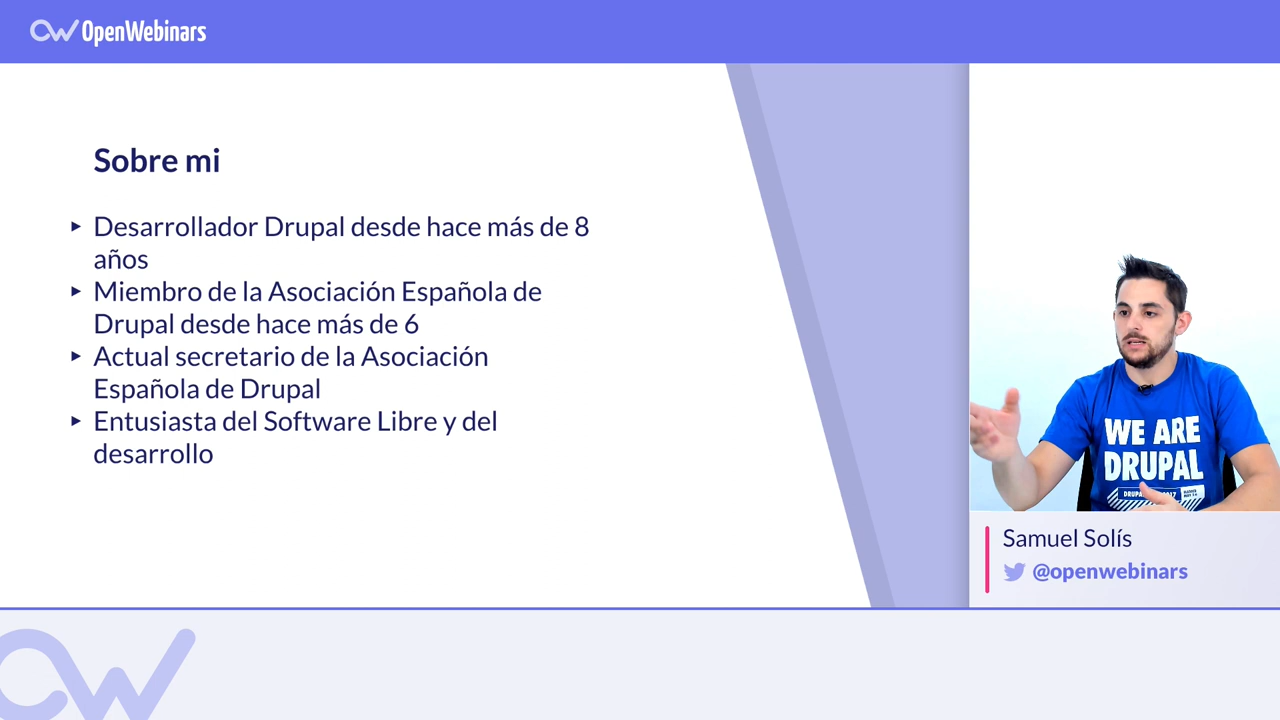 OpenWebinars
Sobre mi
Desarrollador Drupal desde hace más de 8
años
Miembro de la Asociación Española de
Drupal desde hace más de 6
Actual secretario de la Asociación
Española de Drupal
Entusiasta del Software Libre y del
desarrollo
WE ARE
DRUPAL
Samuel Solís
@openwebinars